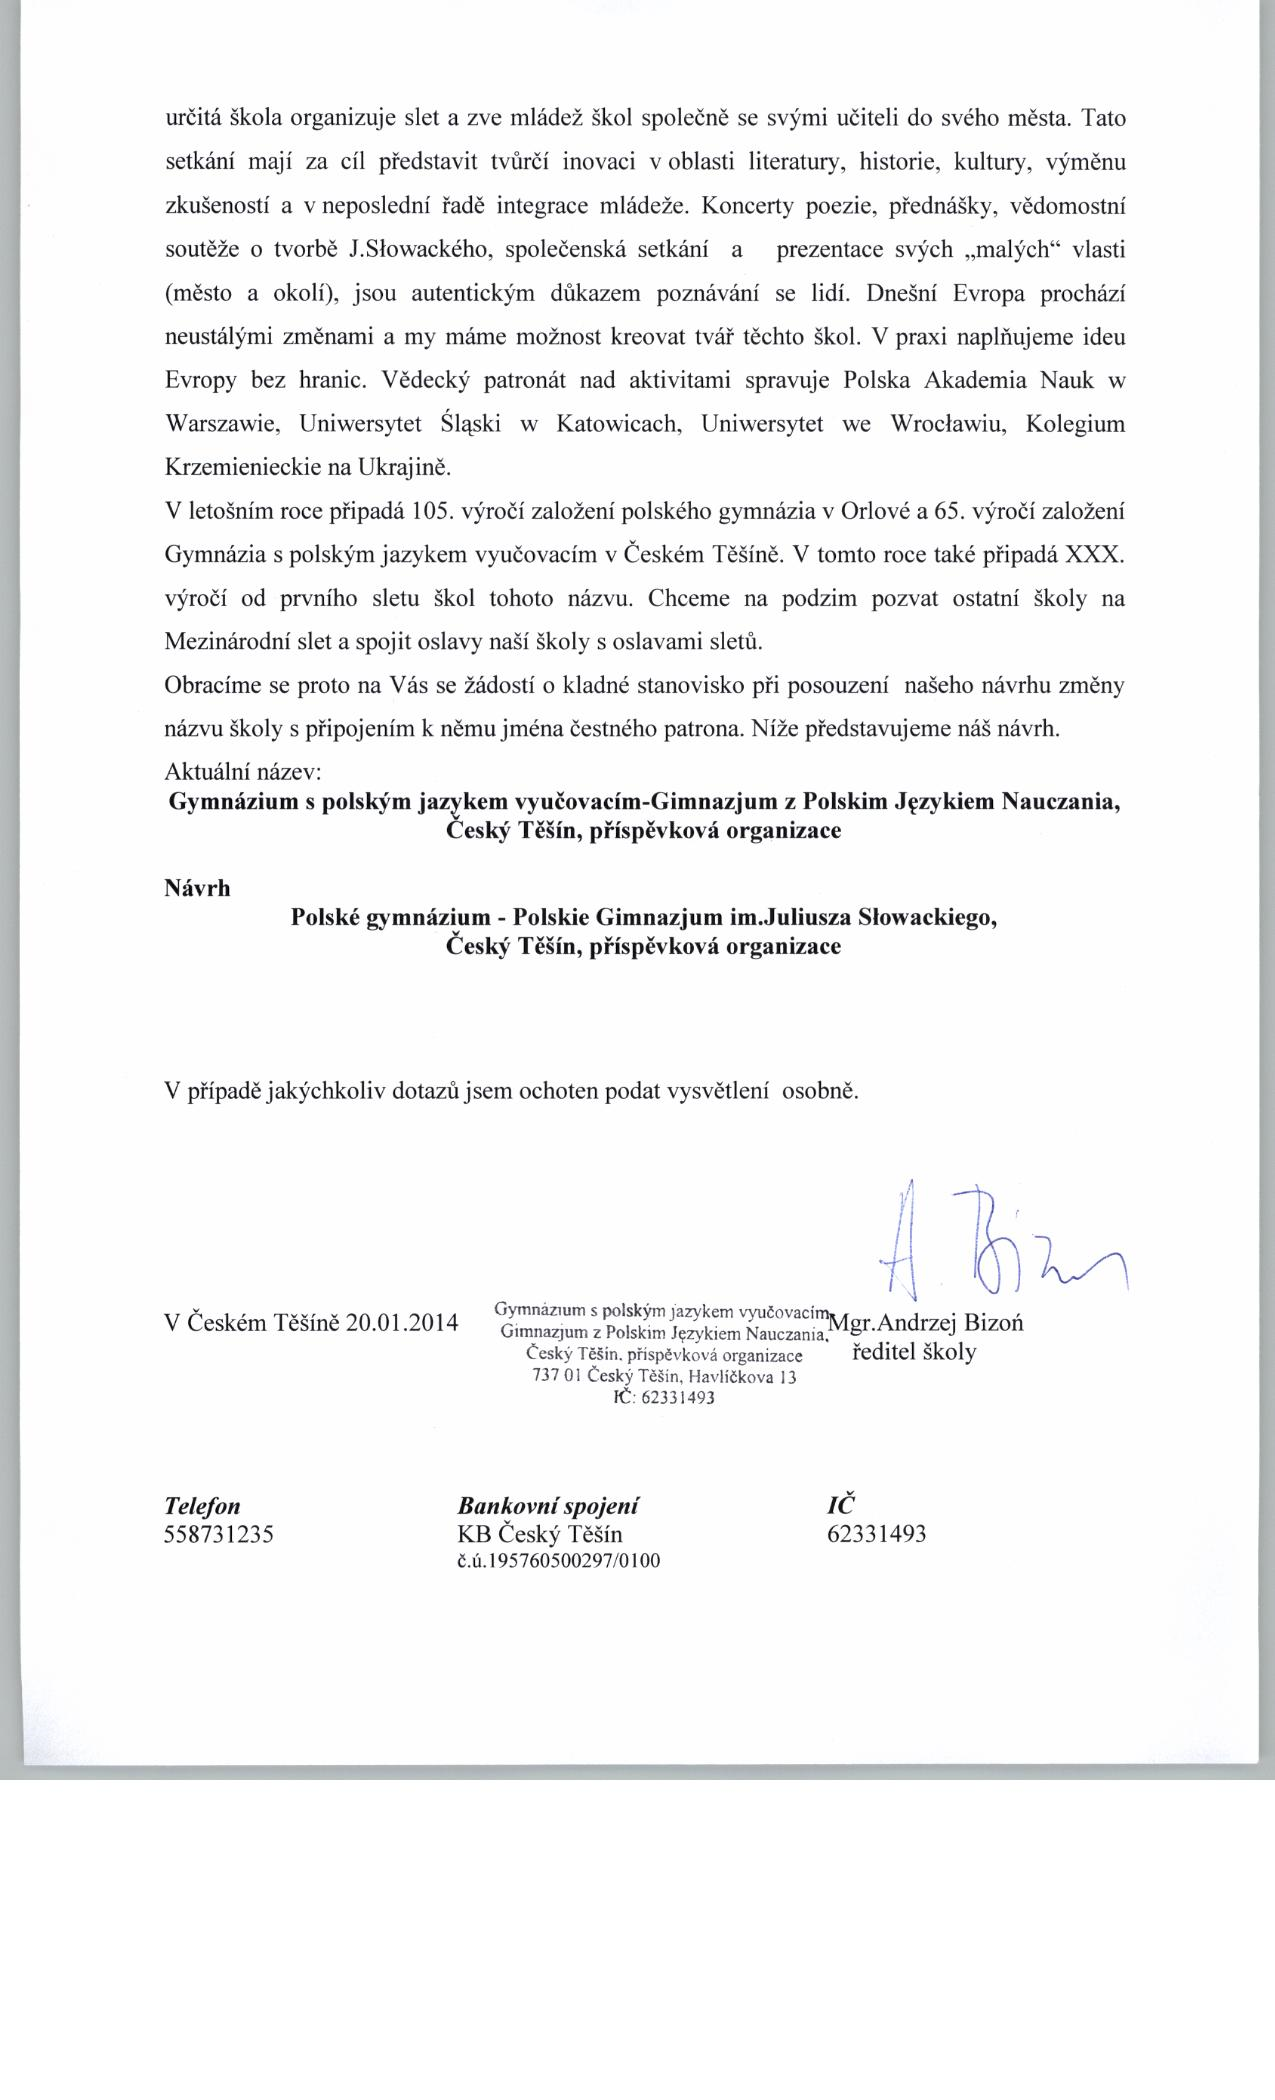 určitá škola organizuje slet a zve mládež škol společně se svými učiteli do svého města. Tato
setkání mají za cíl představit tvůrčí inovaci v oblasti literatury, historie, kultury, výměnu
zkušeností a v neposlední řadě integrace mládeže. Koncerty poezie, přednášky, vědomostní
soutěže o tvorbě J.Słowackého, společenská setkání a prezentace svých „malých“ vlasti
(město a okolí), jsou autentickým důkazem poznávání se lidí. Dnešní Evropa prochází
neustálými změnami a my máme možnost kreovat tvář těchto škol. V praxi naplňujeme ideu
Evropy bez hranic. Vědecký patronát nad aktivitami spravuje Polska Akademia Nauk w
Warszawie, Uniwersytet Śląski w Katowicach, Uniwersytet we Wrocławiu, Kolegium
Krzemienieckie na Ukrajině.
V letošním roce připadá 105. výročí založení polského gymnázia v Orlové a 65. výročí založení
Gymnázia s polským jazykem vyučovacím v Českém Těšíně. V tomto roce také připadá XXX.
výročí od prvního sletu škol tohoto názvu. Chceme na podzim pozvat ostatní školy na
Mezinárodní slet a spojit oslavy naší školy s oslavami sletů.
Obracíme se proto na Vás se žádostí o kladné stanovisko při posouzení našeho návrhu změny
názvu školy s připojením k němu jména čestného patrona. Níže představujeme náš návrh.
Aktuální název:
Gymnázium s polským jazykem vyučovacím-Gimnazjum z Polskim Językiem Nauczania,
Český Těšín, příspěvková organizace
Návrh
Polské gymnázium - Polskie Gimnazjum im.Juliusza Słowackiego,
Český Těšín, příspěvková organizace
V případě jakýchkoliv dotazů jsem ochoten podat vysvětlení osobně.
A Bizoń
V Českém Těšíně 20.01.2014
Gymnázium s polským jazykem vyučovacím-
Gimnazjum z Polskim Językiem Nauczania,
Český Těšín, příspěvková organizace
737 01 Český Těšín, Havlíčkova 13
IČ: 62331493
Mgr.Andrzej Bizoń
ředitel školy
Telefon Bankovní spojení IČ
558731235 KB Český Těšín 62331493
č.ú.195760500297/0100